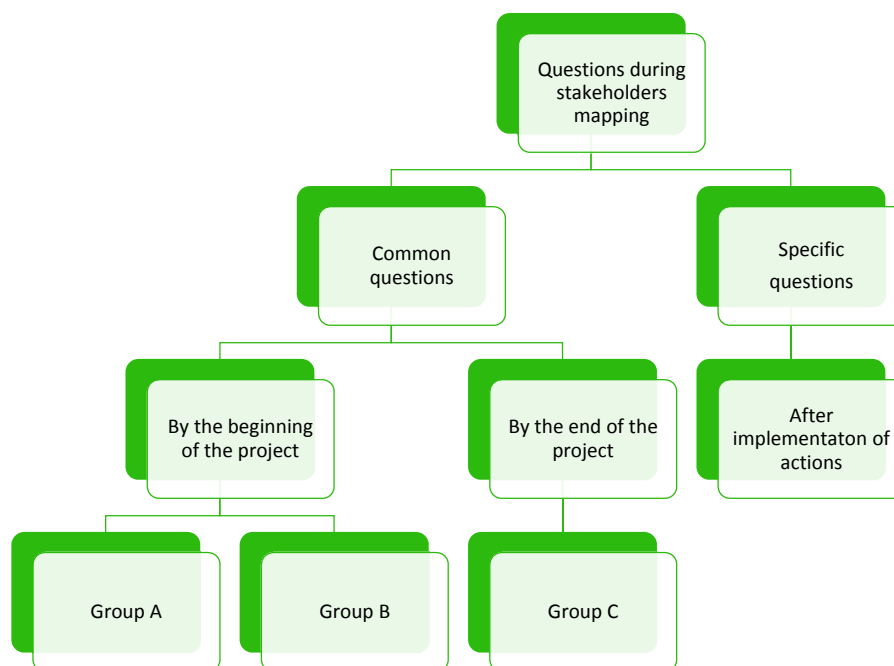 Questions during
stakeholders
mapping
Common
questions
Specific
questions
By the beginning
of the project
By the end of the
project
After
implementaton of
actions
Group A
Group B
Group C